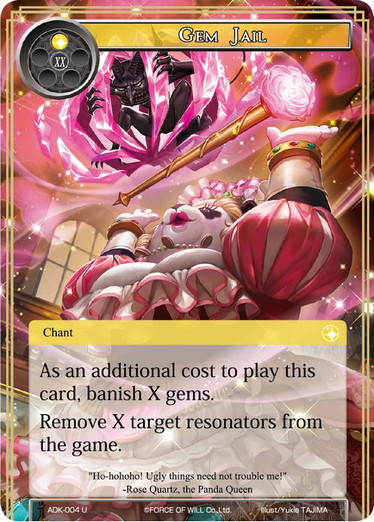 Gem Jail
XX
Chant
As an additional cost to play this
card, banish X gems.
Remove X target resonators from
the game.
"Ho-hohoho! Ugly things need not trouble me!"
-Rose Quartz, the Panda Queen
ADK-004 U ©FORCE OF WILL Co.,Ltd. Illust/Yukie TAJIMA